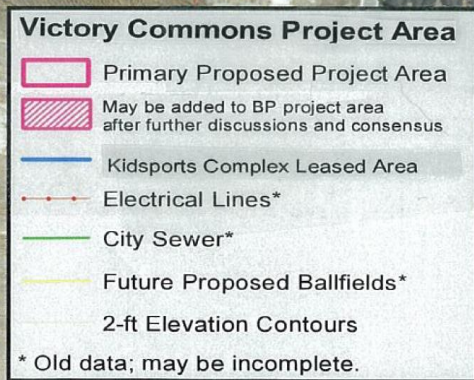 Victory Commons Project Area
Primary Proposed Project Area
May be added to BP project area
after further discussions and consensus
Kidsports Complex Leased Area
Electrical Lines*
City Sewer*
Future Proposed Ballfields*
2-ft Elevation Contours
* Old data; may be incomplete.